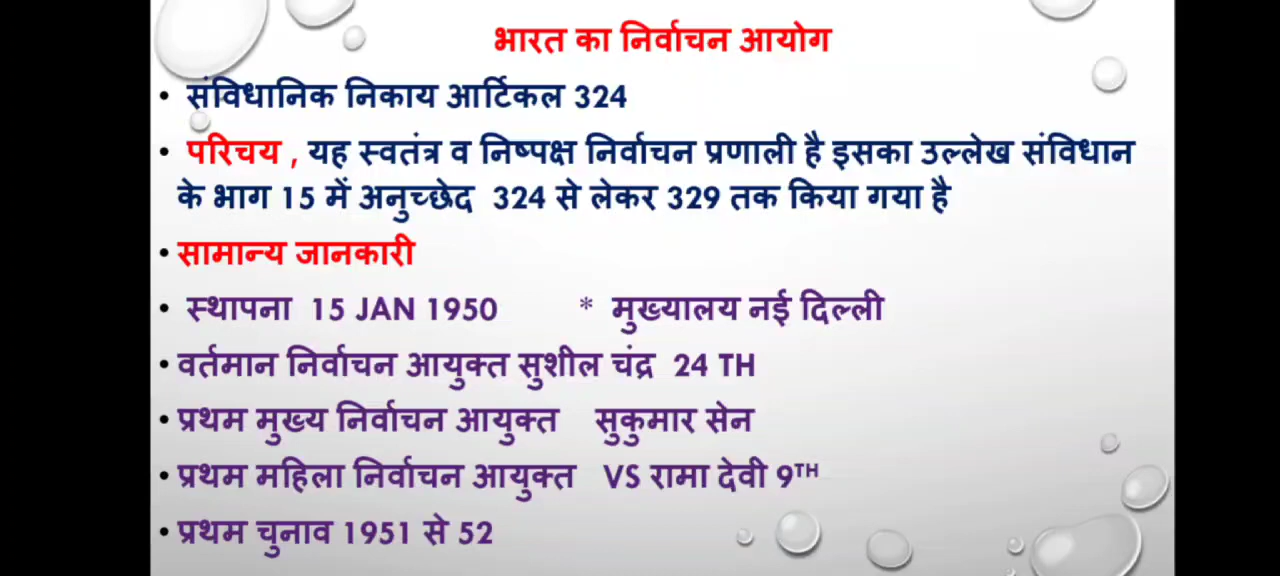 भारत का निर्वाचन आयोग
• संविधानिक निकाय आर्टिकल 324
• परिचय , यह स्वतंत्र व निष्पक्ष निर्वाचन प्रणाली है इसका उल्लेख संविधान
के भाग 15 में अनुच्छेद 324 से लेकर 329 तक किया गया है
• सामान्य जानकारी
• स्थापना 15 JAN 1950 * मुख्यालय नई दिल्ली
• वर्तमान निर्वाचन आयुक्त सुशील चंद्र 24 TH
• प्रथम मुख्य निर्वाचन आयुक्त सुकुमार सेन
• प्रथम महिला निर्वाचन आयुक्त VS रामा देवी 9TH
• प्रथम चुनाव 1951 से 52